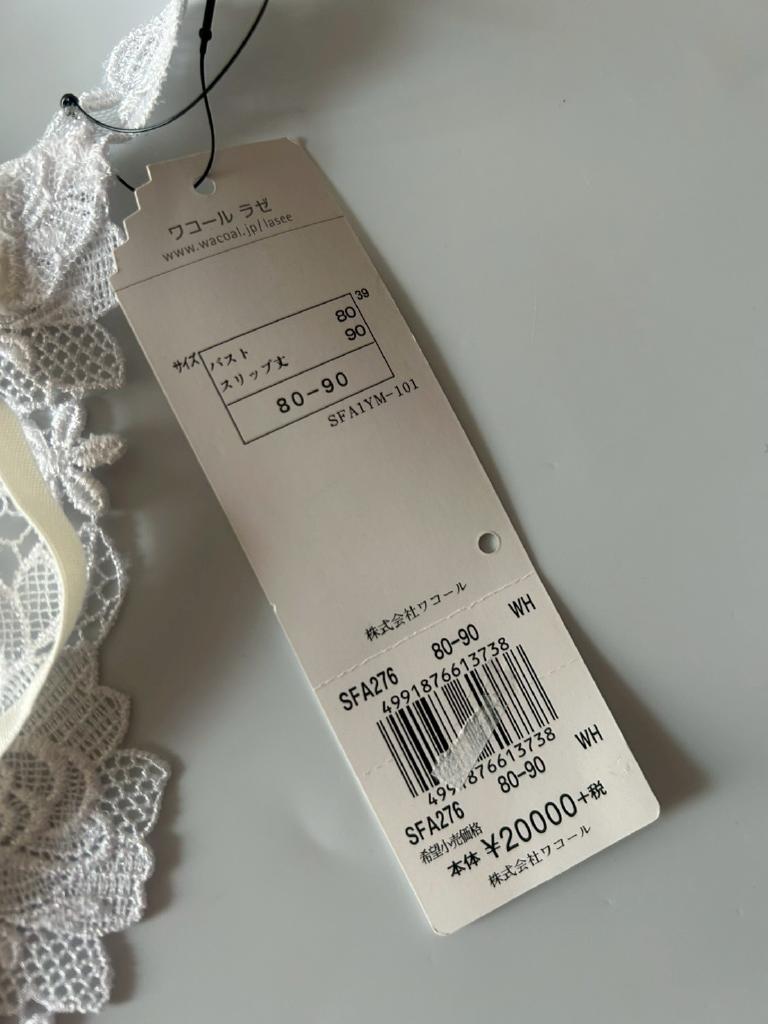 ワコール ラゼ
www.wacoal.jp/lasee
39
サイズ
バスト 80
スリップ丈 90
80-90
SFA1YM-101
株式会社ワコール
SFA276 80-90 WH
4991876613738
4991876613738
SFA276 80-90 WH
希望小売価格
本体 ¥20000+税
株式会社ワコール